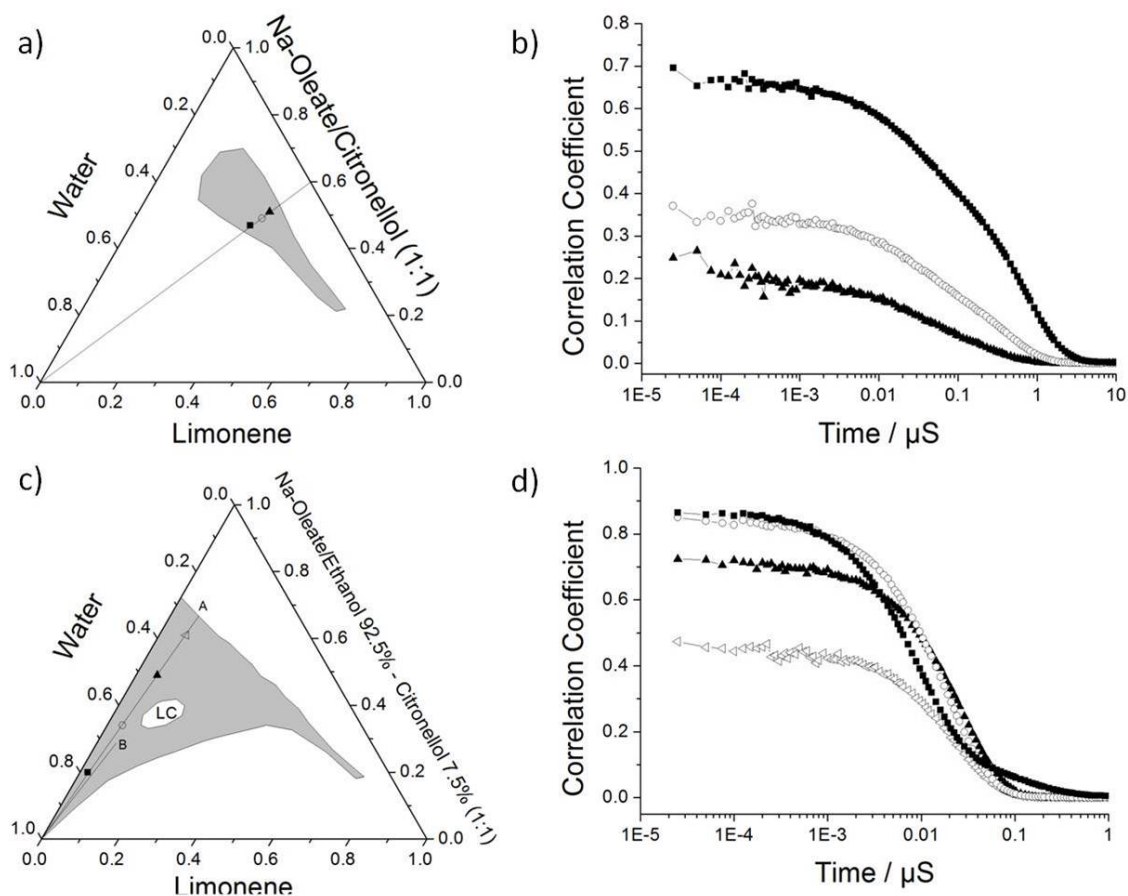 a)
0.0
1.0
0.2
0.8
Water
0.4
0.6
Na-Oleate/Citronellol (1:1)
0.6
0.4
0.8
0.2
1.0
0.0
0.0 0.2 0.4 0.6 0.8 1.0
Limonene
b)
0.8
0.7
0.6
0.5
0.4
0.3
0.2
0.1
0.0
Correlation Coefficient
1E-5 1E-4 1E-3 0.01 0.1 1 10
Time / µS
c)
0.0
1.0
0.2
0.8
Water
0.4
A
0.6
Na-Oleate/Ethanol 92.5% - Citronellol 7.5% (1:1)
0.6
LC
0.4
B
0.8
0.2
1.0
0.0
0.0 0.2 0.4 0.6 0.8 1.0
Limonene
d)
1.0
0.8
0.6
0.4
0.2
0.0
Correlation Coefficient
1E-5 1E-4 1E-3 0.01 0.1 1
Time / µS